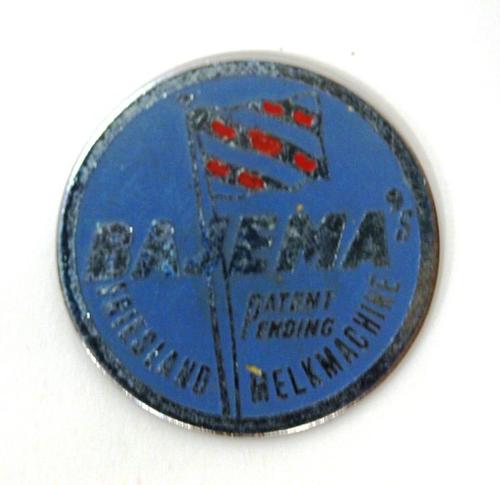 BAJEMA'S
PATENT
PENDING
FRIESLAND MELKMACHINE